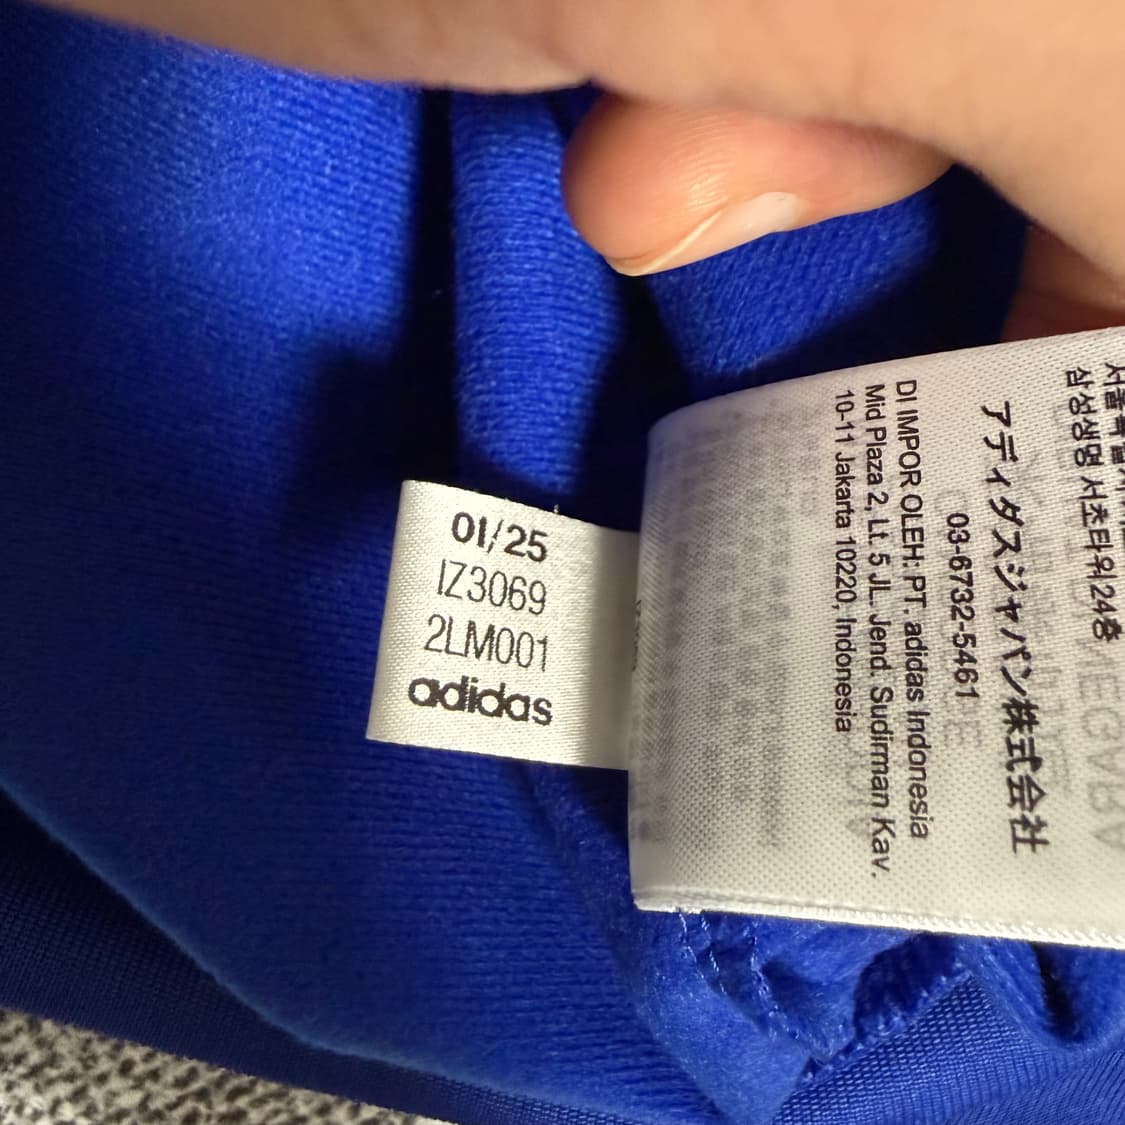 01/25
IZ3069
2LM001
adidas
삼성생명 서초타워24층
アディダスジャパン株式会社
03-6732-5461
DI IMPOR OLEH: PT. adidas Indonesia
Mid Plaza 2, Lt. 5 JL. Jend. Sudirman Kav.
10-11 Jakarta 10220, Indonesia